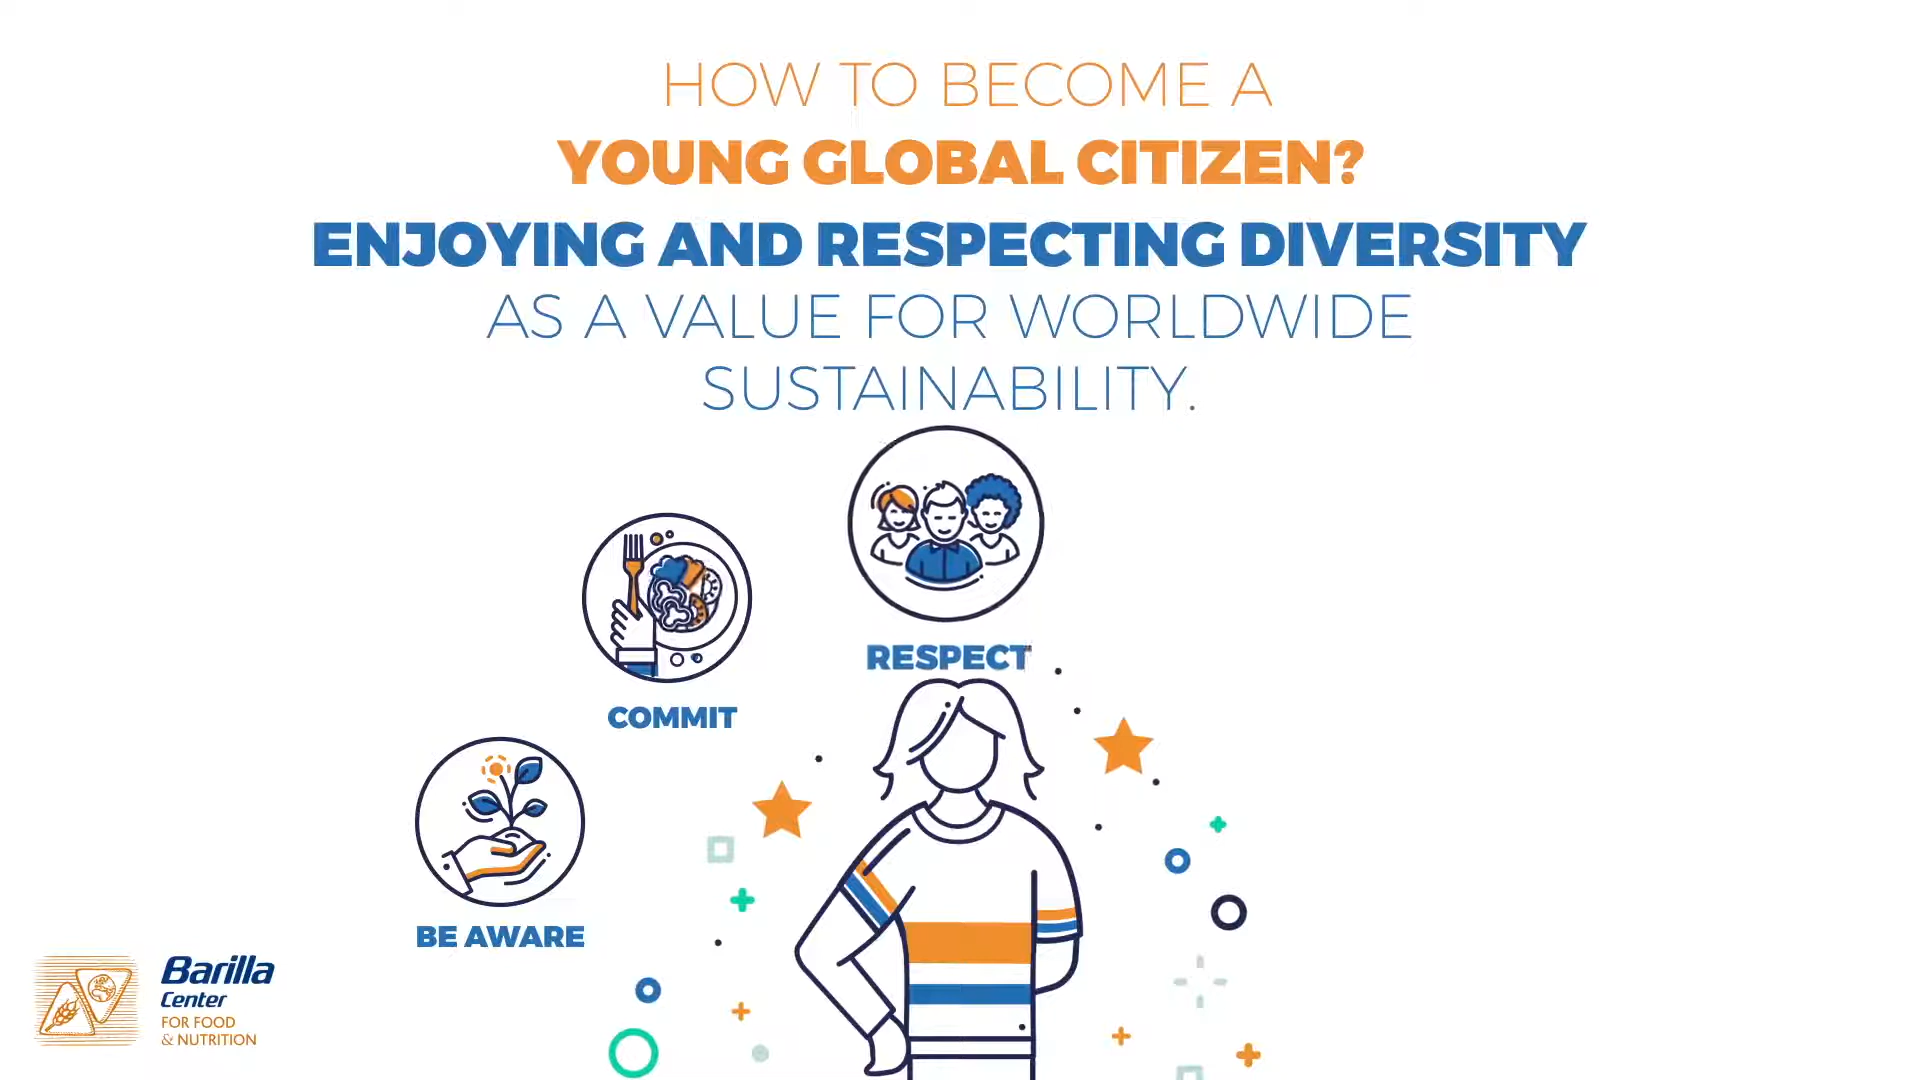 HOW TO BECOME A
YOUNG GLOBAL CITIZEN?
ENJOYING AND RESPECTING DIVERSITY
AS A VALUE FOR WORLDWIDE
SUSTAINABILITY.
RESPECT
COMMIT
BE AWARE
Barilla
Center
FOR FOOD
& NUTRITION